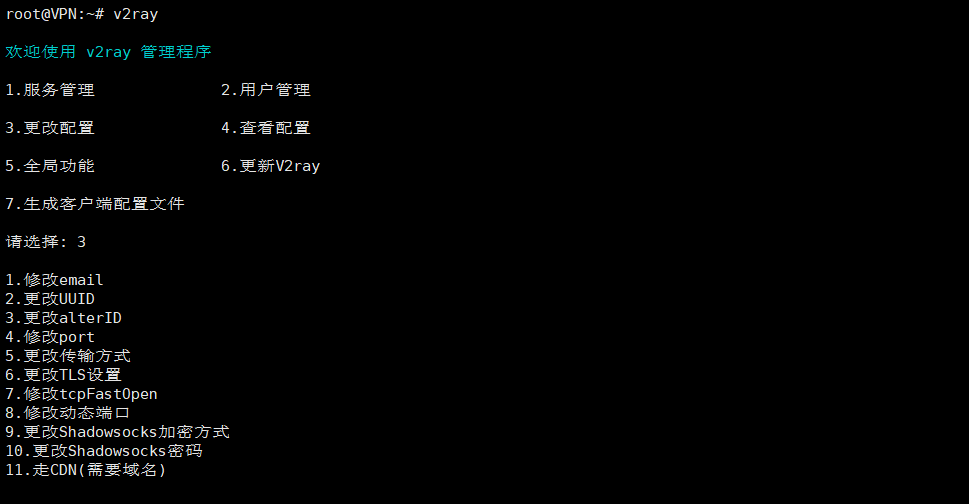 root@VPN:~# v2ray
欢迎使用 v2ray 管理程序
1.服务管理 2.用户管理
3.更改配置 4.查看配置
5.全局功能 6.更新V2ray
7.生成客户端配置文件
请选择: 3
1.修改email
2.更改UUID
3.更改alterID
4.修改port
5.更改传输方式
6.更改TLS设置
7.修改tcpFastOpen
8.修改动态端口
9.更改Shadowsocks加密方式
10.更改Shadowsocks密码
11.走CDN(需要域名)